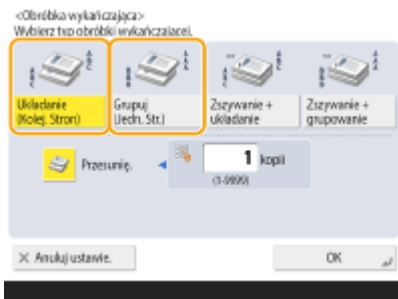 <Obróbka wykańczająca>
Wybierz typ obróbki wykańczającej.
Układanie
(Kolej. Stron)
Grupuj
(Jedn. Str.)
Zszywanie +
układanie
Zszywanie +
grupowanie
Przesunię.
1 kopii
(1-9999)
Anuluj ustawie.
OK